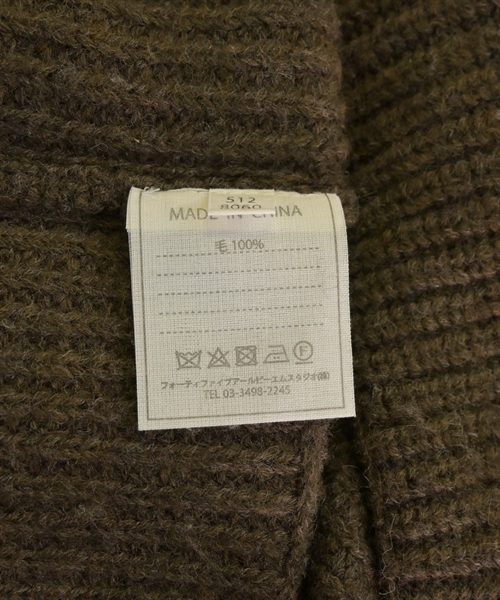 512
8060
MADE IN CHINA
毛 100%
F
フォーティファイブアールピーエムスタジオ(株)
TEL 03-3498-2245